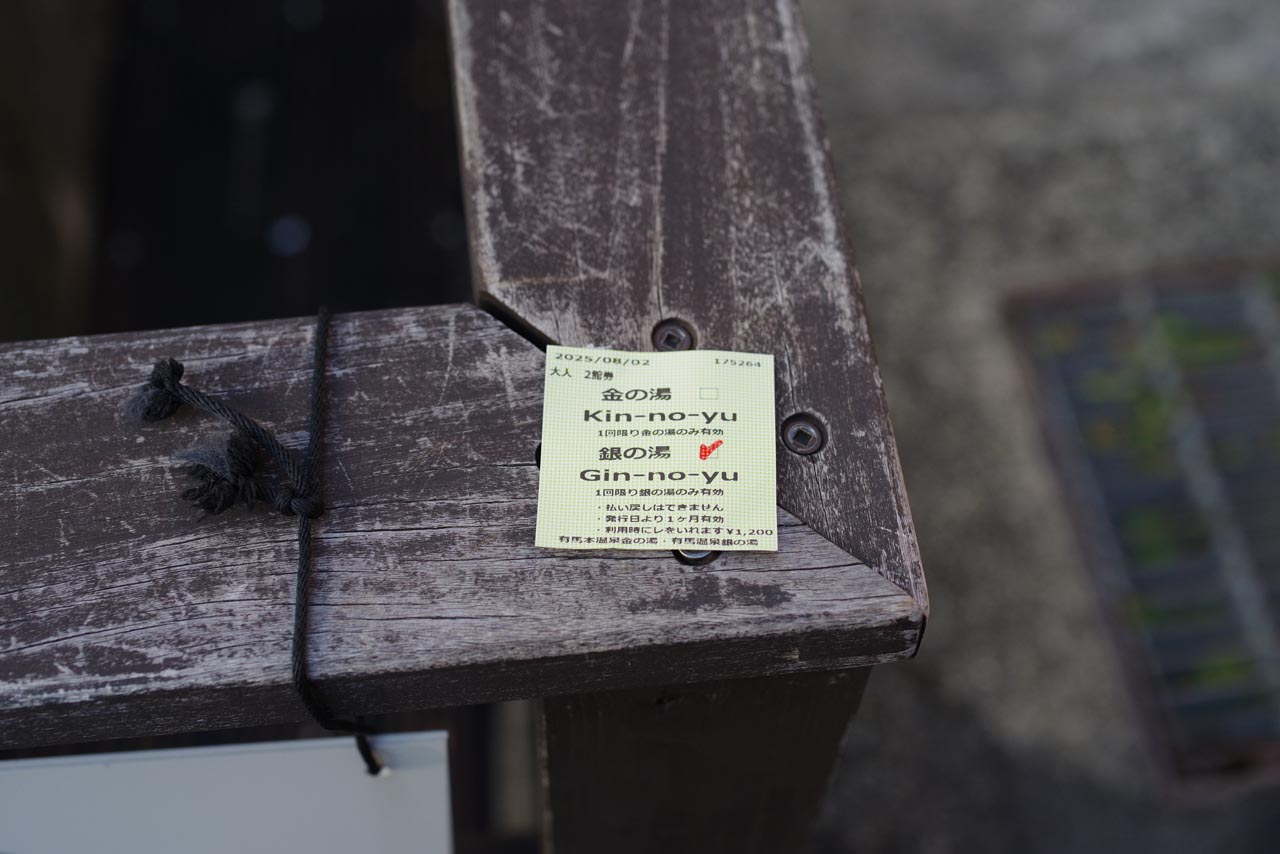 2025/08/02 175264
大人 2館券
金の湯 □
Kin-no-yu
1回限り金の湯のみ有効
銀の湯
Gin-no-yu
1回限り銀の湯のみ有効
・払い戻しはできません
・発行日より1ヶ月有効
・利用時にレをいれます ¥1,200
有馬本温泉金の湯・有馬温泉銀の湯